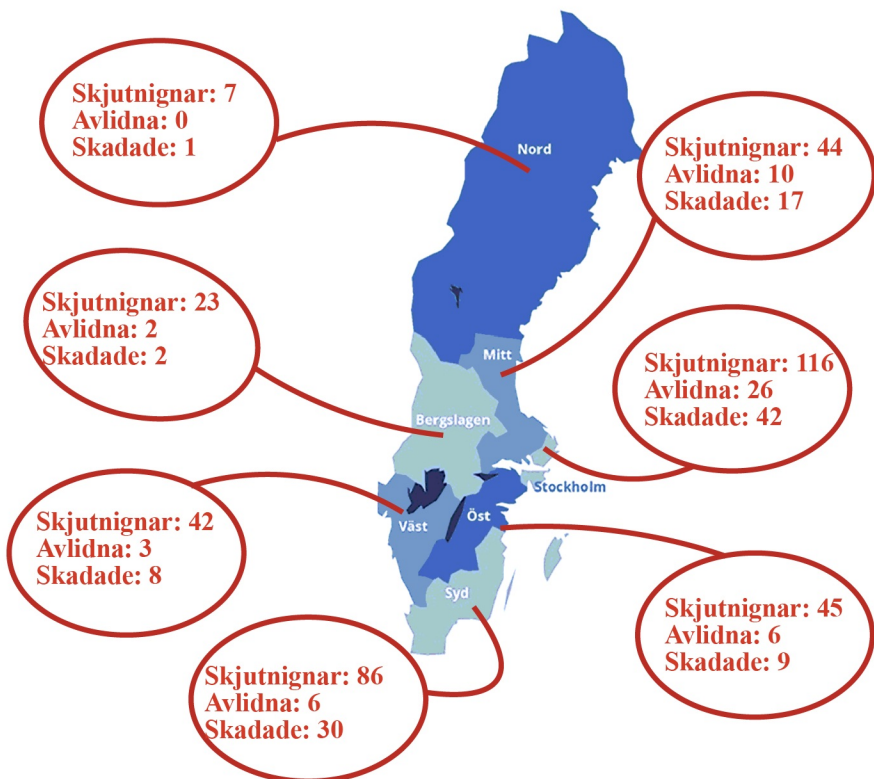 Skjutnignar: 7
Avlidna: 0
Skadade: 1
Nord
Skjutnignar: 44
Avlidna: 10
Skadade: 17
Skjutnignar: 23
Avlidna: 2
Skadade: 2
Mitt
Skjutnignar: 116
Avlidna: 26
Skadade: 42
Bergslagen
Stockholm
Skjutnignar: 42
Avlidna: 3
Skadade: 8
Väst
Öst
Syd
Skjutnignar: 45
Avlidna: 6
Skadade: 9
Skjutnignar: 86
Avlidna: 6
Skadade: 30